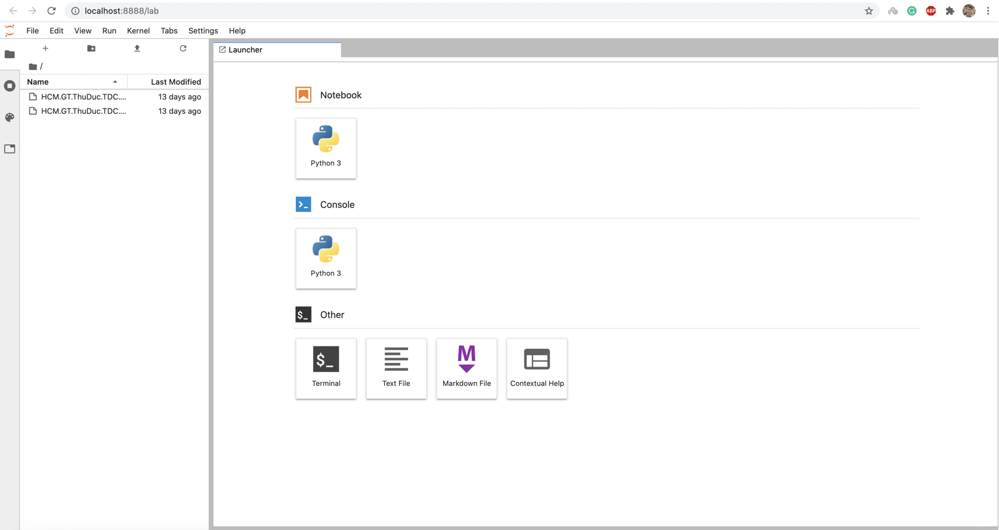 localhost:8888/lab
ABP
File Edit View Run Kernel Tabs Settings Help
Launcher
/
Name Last Modified
HCM.GT.ThuDuc.TDC.... 13 days ago
HCM.GT.ThuDuc.TDC.... 13 days ago
Notebook
Python 3
Console
Python 3
$_ Other
$_ M
Terminal Text File Markdown File Contextual Help